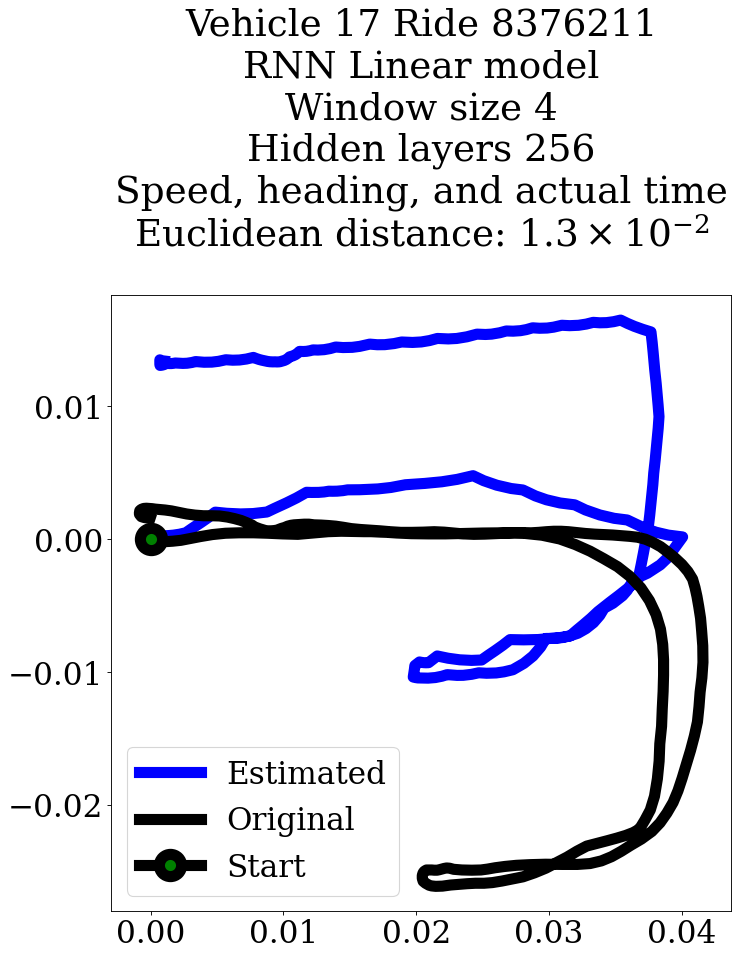 Vehicle 17 Ride 8376211
RNN Linear model
Window size 4
Hidden layers 256
Speed, heading, and actual time
Euclidean distance: 1.3 × 10⁻²
0.01
0.00
−0.01
−0.02
Estimated
Original
Start
0.00 0.01 0.02 0.03 0.04